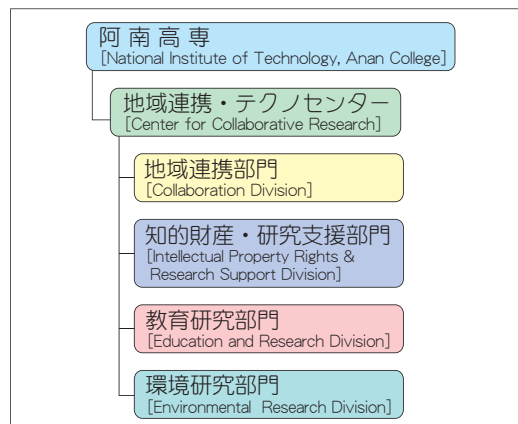 阿南高専
[National Institute of Technology, Anan College]
地域連携・テクノセンター
[Center for Collaborative Research]
地域連携部門
[Collaboration Division]
知的財産・研究支援部門
[Intellectual Property Rights &
Research Support Division]
教育研究部門
[Education and Research Division]
環境研究部門
[Environmental Research Division]